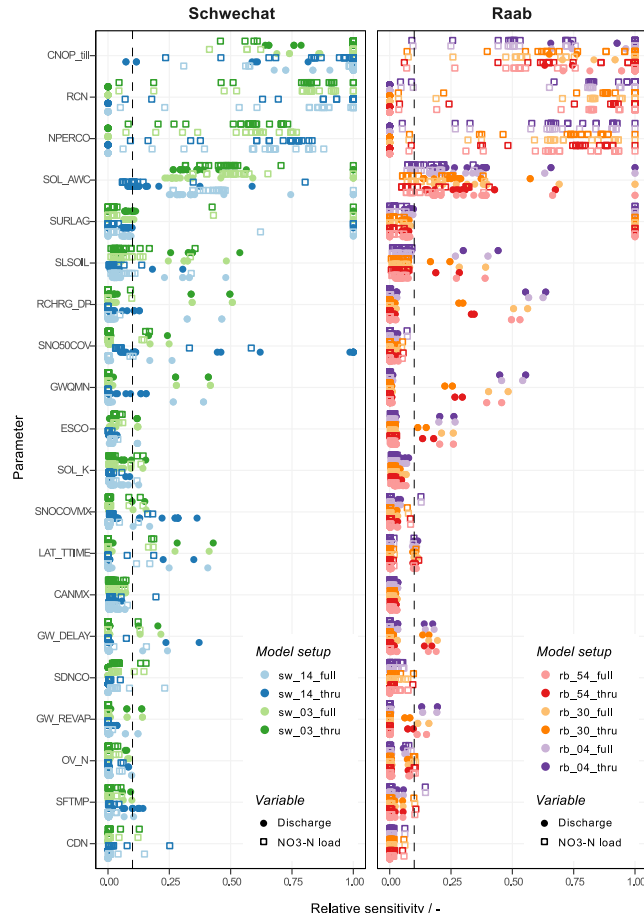 Schwechat
Raab
Parameter
CNOP_till
RCN
NPERCO
SOL_AWC
SURLAG
SLSOIL
RCHRG_DP
SNO50COV
GWQMN
ESCO
SOL_K
SNOCOVMX
LAT_TTIME
CANMX
GW_DELAY
SDNCO
GW_REVAP
OV_N
SFTMP
CDN
Model setup
sw_14_full
sw_14_thru
sw_03_full
sw_03_thru
Variable
Discharge
NO3-N load
Model setup
rb_54_full
rb_54_thru
rb_30_full
rb_30_thru
rb_04_full
rb_04_thru
Variable
Discharge
NO3-N load
0.00 0.25 0.50 0.75 1.00
0.00 0.25 0.50 0.75 1.00
Relative sensitivity / -